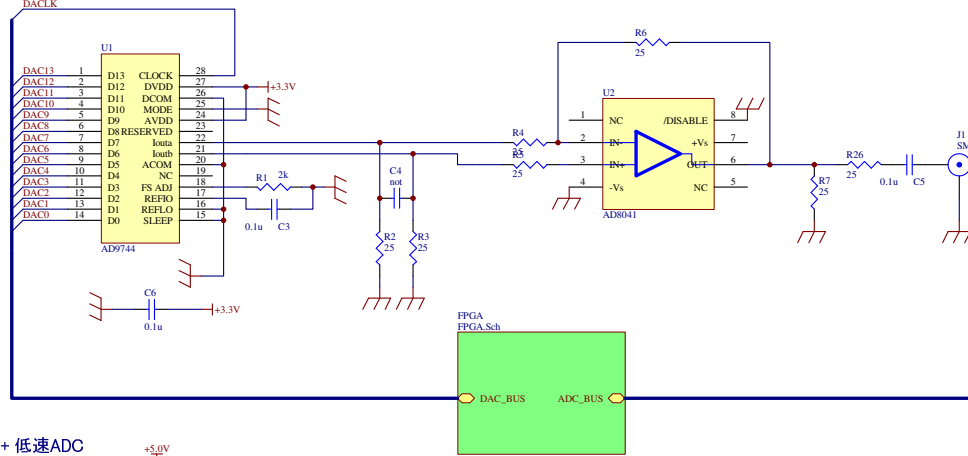 DACLK
U1
DAC13 1 D13 CLOCK 28
DAC12 2 D12 DVDD 27 +3.3V
DAC11 3 D11 DCOM 26
DAC10 4 D10 MODE 25
DAC9 5 D9 AVDD 24
DAC8 6 D8 RESERVED 23
DAC7 7 D7 Iouta 22
DAC6 8 D6 Ioutb 21
DAC5 9 D5 ACOM 20
DAC4 10 D4 NC 19
DAC3 11 D3 FS ADJ 18
DAC2 12 D2 REFIO 17
DAC1 13 D1 REFLO 16
DAC0 14 D0 SLEEP 15
AD9744
R1 2k
0.1u C3
C4
not
R2
25
R3
25
C6
0.1u
+3.3V
R6
25
R4
25
R5
25
U2
1 NC /DISABLE 8
2 IN- +Vs 7
3 IN+ OUT 6
4 -Vs NC 5
AD8041
R7
25
R26
25
0.1u C5
J1
SM
FPGA
FPGA.Sch
DAC_BUS ADC_BUS
+ 低速ADC
+5.0V